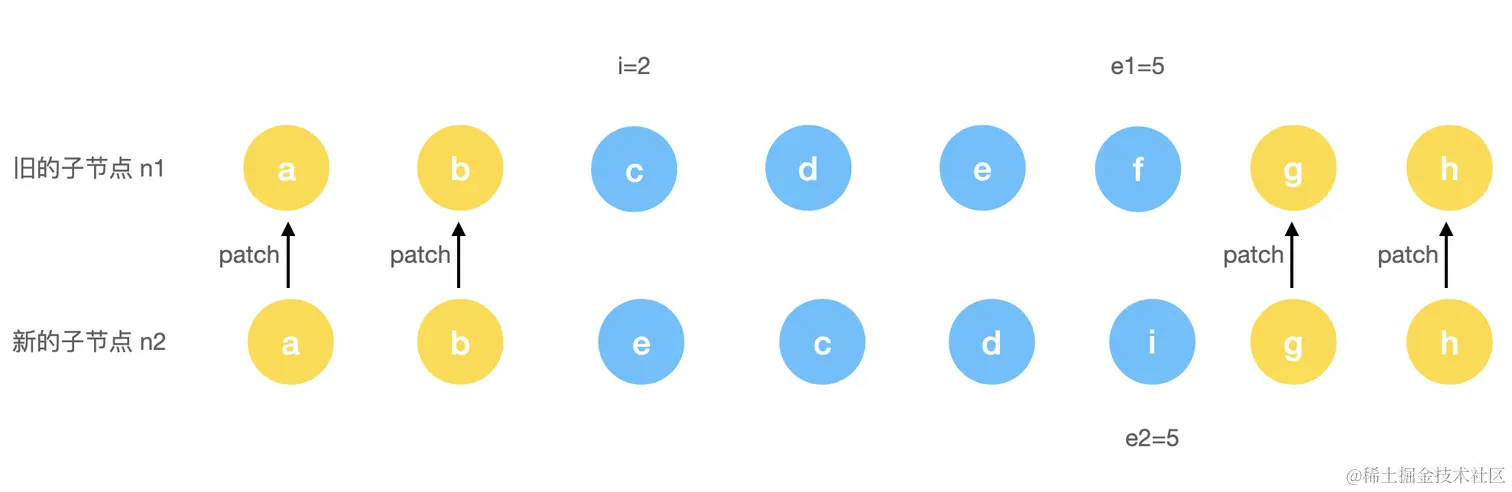 i=2 e1=5
旧的子节点 n1 a b c d e f g h
patch patch patch patch
新的子节点 n2 a b e c d i g h
e2=5
@稀土掘金技术社区